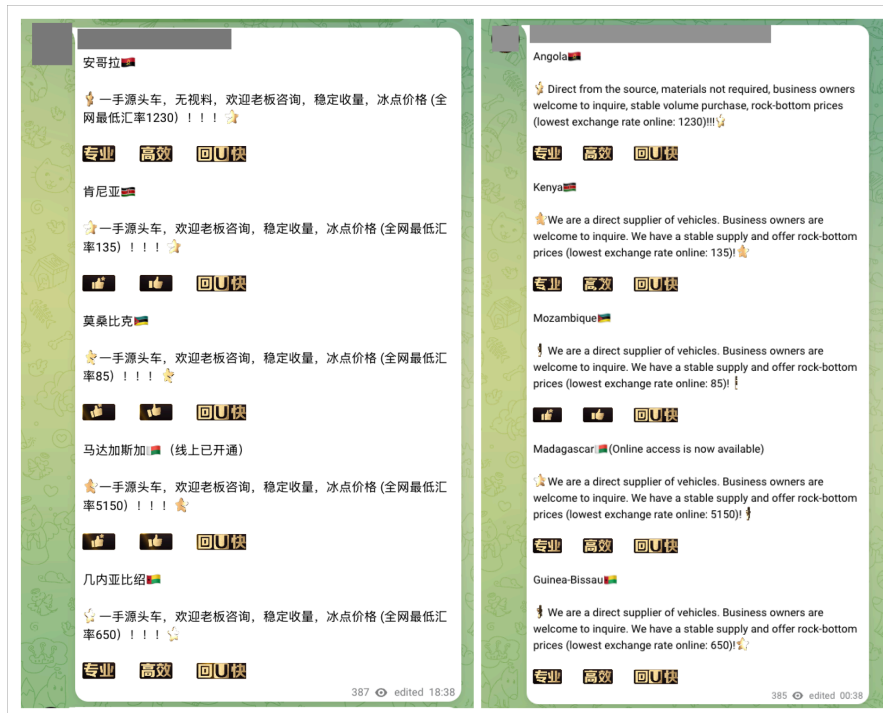 安哥拉🇦🇴
一手源头车，无视料，欢迎老板咨询，稳定收量，冰点价格 (全
网最低汇率1230）！！！
专业 高效 回U快
肯尼亚🇰🇪
一手源头车，欢迎老板咨询，稳定收量，冰点价格 (全网最低汇
率135）！！！
回U快
莫桑比克🇲🇿
一手源头车，欢迎老板咨询，稳定收量，冰点价格 (全网最低汇
率85）！！！
回U快
马达加斯加🇲🇬（线上已开通）
一手源头车，欢迎老板咨询，稳定收量，冰点价格 (全网最低汇
率5150）！！！
回U快
几内亚比绍🇬🇼
一手源头车，欢迎老板咨询，稳定收量，冰点价格 (全网最低汇
率650）！！！
专业 高效 回U快
387 edited 18:38
Angola🇦🇴
Direct from the source, materials not required, business owners
welcome to inquire, stable volume purchase, rock-bottom prices
(lowest exchange rate online: 1230)!!!
专业 高效 回U快
Kenya🇰🇪
We are a direct supplier of vehicles. Business owners are
welcome to inquire. We have a stable supply and offer rock-bottom
prices (lowest exchange rate online: 135)!
专业 高效 回U快
Mozambique🇲🇿
We are a direct supplier of vehicles. Business owners are
welcome to inquire. We have a stable supply and offer rock-bottom
prices (lowest exchange rate online: 85)!
回U快
Madagascar🇲🇬(Online access is now available)
We are a direct supplier of vehicles. Business owners are
welcome to inquire. We have a stable supply and offer rock-bottom
prices (lowest exchange rate online: 5150)!
专业 高效 回U快
Guinea-Bissau🇬🇼
We are a direct supplier of vehicles. Business owners are
welcome to inquire. We have a stable supply and offer rock-bottom
prices (lowest exchange rate online: 650)!
专业 高效 回U快
385 edited 00:38